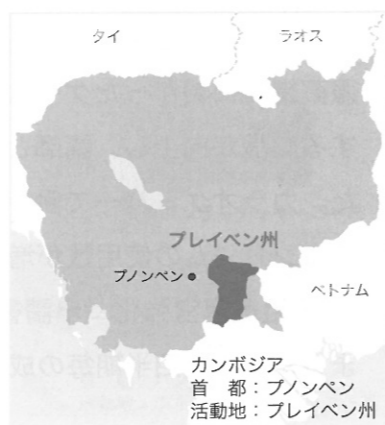 タイ
ラオス
プレイベン州
プノンペン
ベトナム
カンボジア
首　都：プノンペン
活動地：プレイベン州